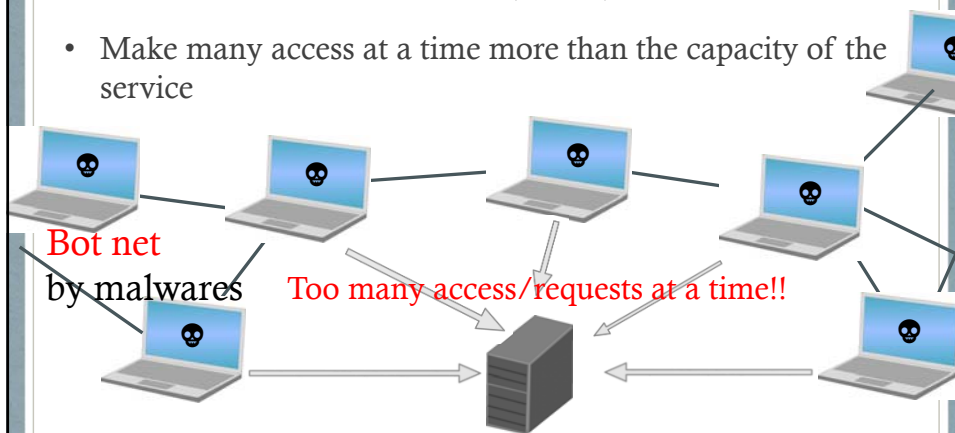 • Make many access at a time more than the capacity of the
service
Bot net
by malwares
Too many access/requests at a time!!